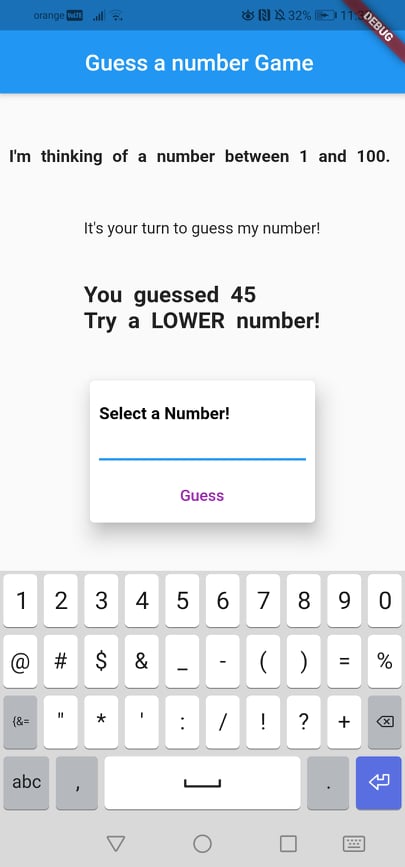 orange VoLTE 32% 11:3
DEBUG
Guess a number Game
I'm thinking of a number between 1 and 100.
It's your turn to guess my number!
You guessed 45
Try a LOWER number!
Select a Number!
Guess
1 2 3 4 5 6 7 8 9 0
@ # $ & _ - ( ) = %
{&= " * ' : / ! ? +
abc , .